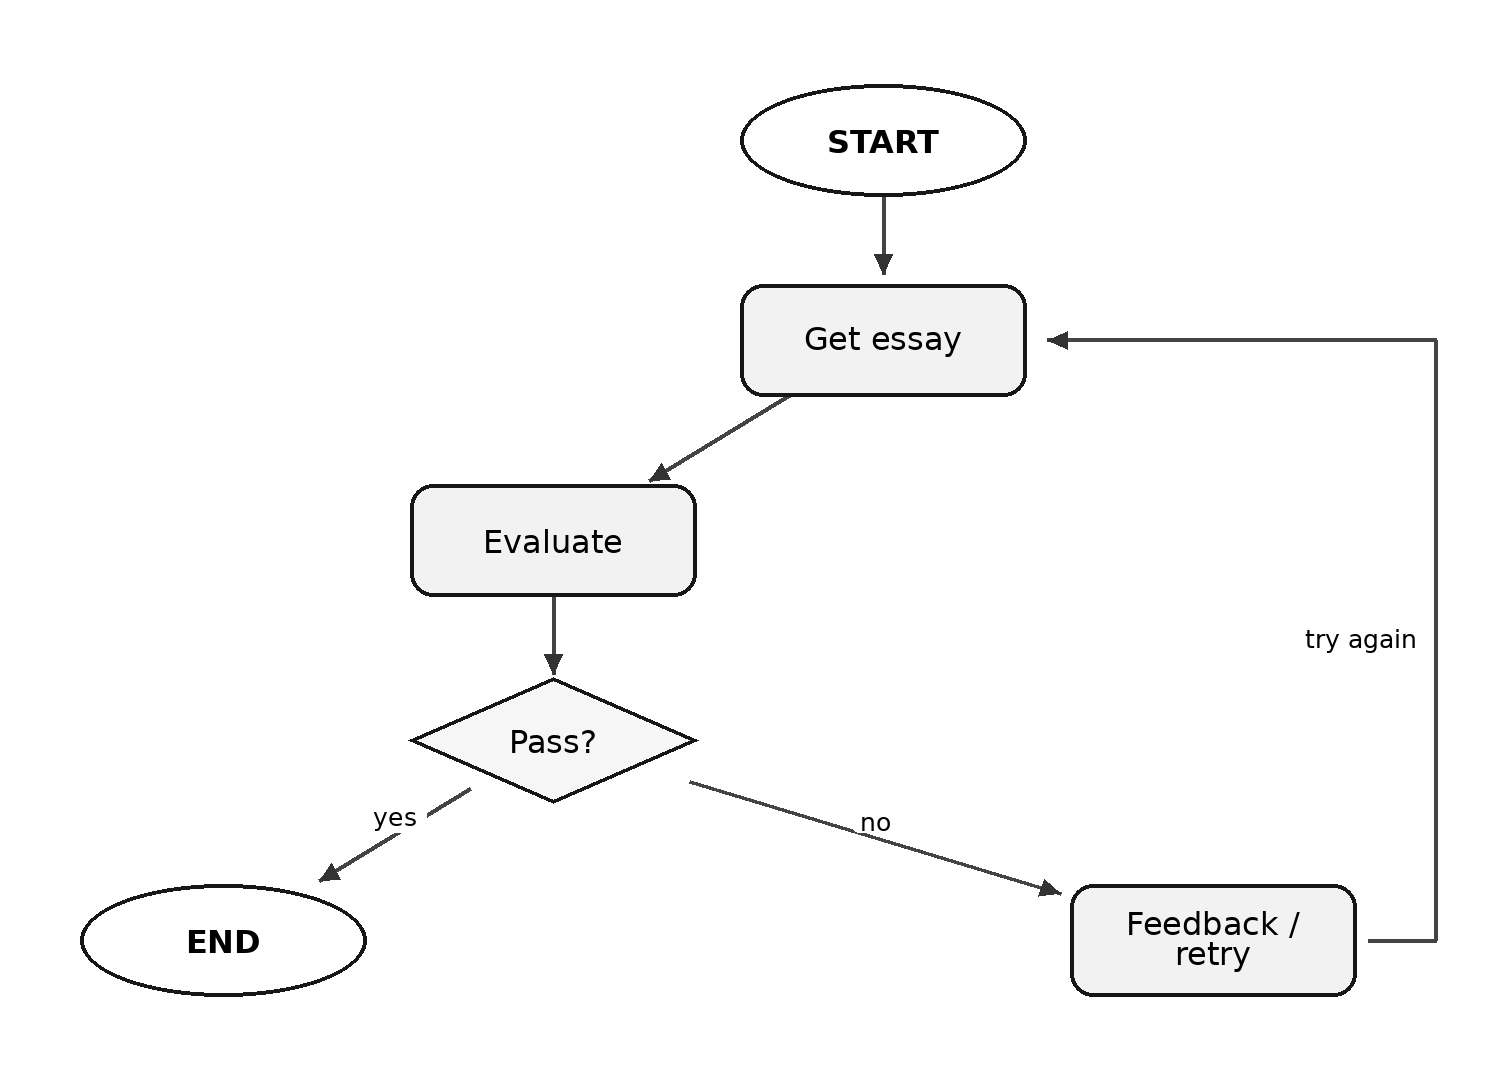 START
Get essay
Evaluate
try again
Pass?
yes
no
Feedback /
retry
END